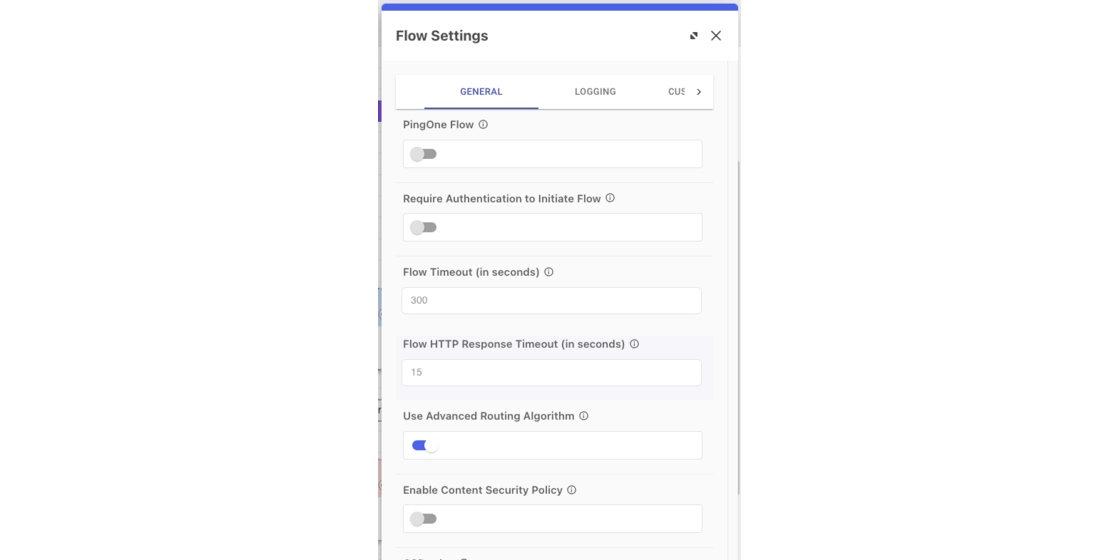 Flow Settings
GENERAL LOGGING CUS
PingOne Flow
Require Authentication to Initiate Flow
Flow Timeout (in seconds)
300
Flow HTTP Response Timeout (in seconds)
15
Use Advanced Routing Algorithm
Enable Content Security Policy